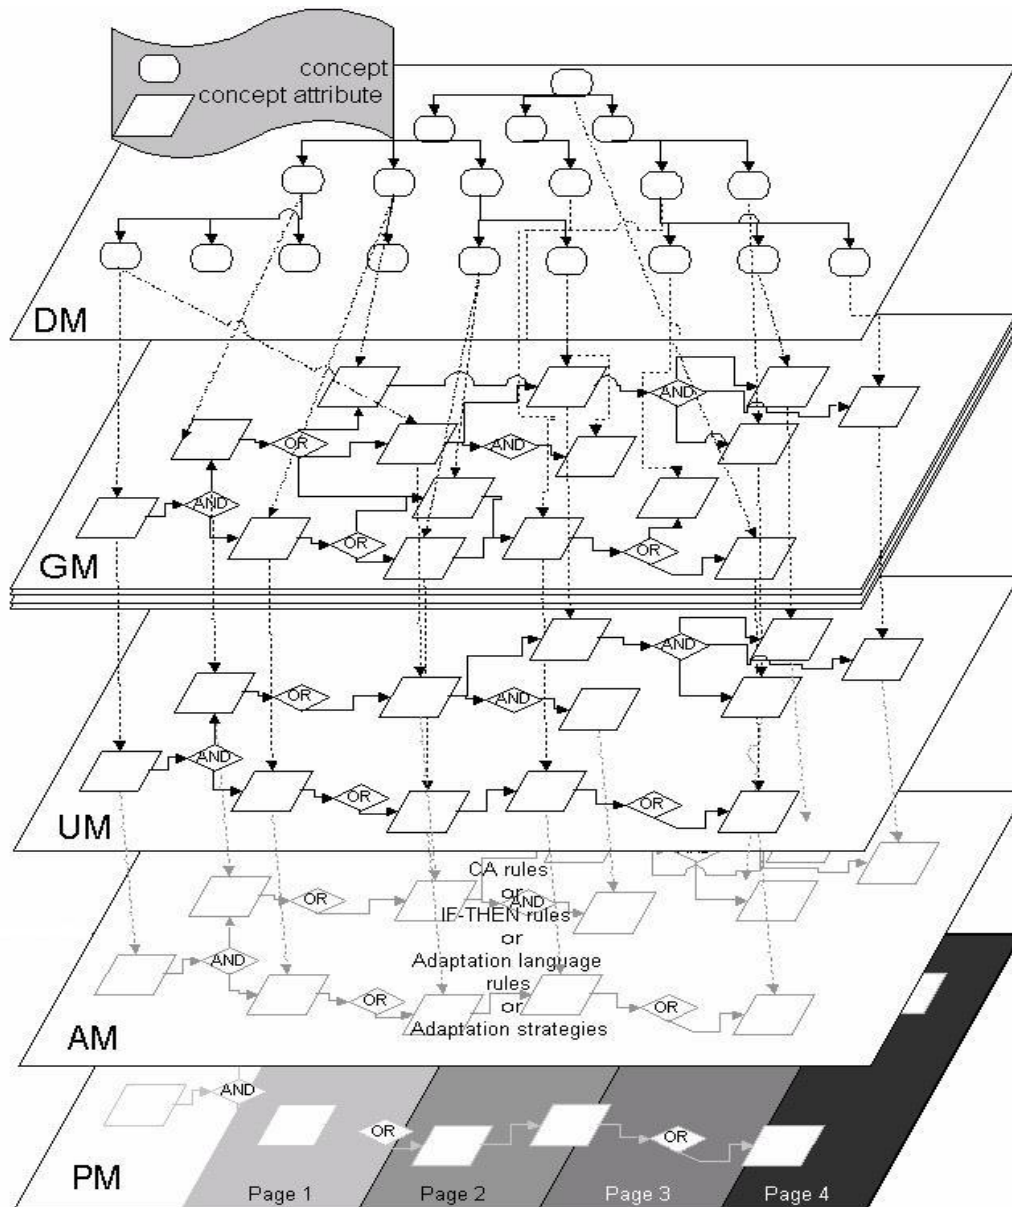 concept
concept attribute
DM
AND
OR
AND
AND
OR
OR
GM
AND
OR
AND
AND
OR
OR
UM
CA rules
or
OR
AND
IF-THEN rules
or
AND
Adaptation language
rules
OR
or
OR
Adaptation strategies
AM
AND
OR
OR
PM
Page 1
Page 2
Page 3
Page 4